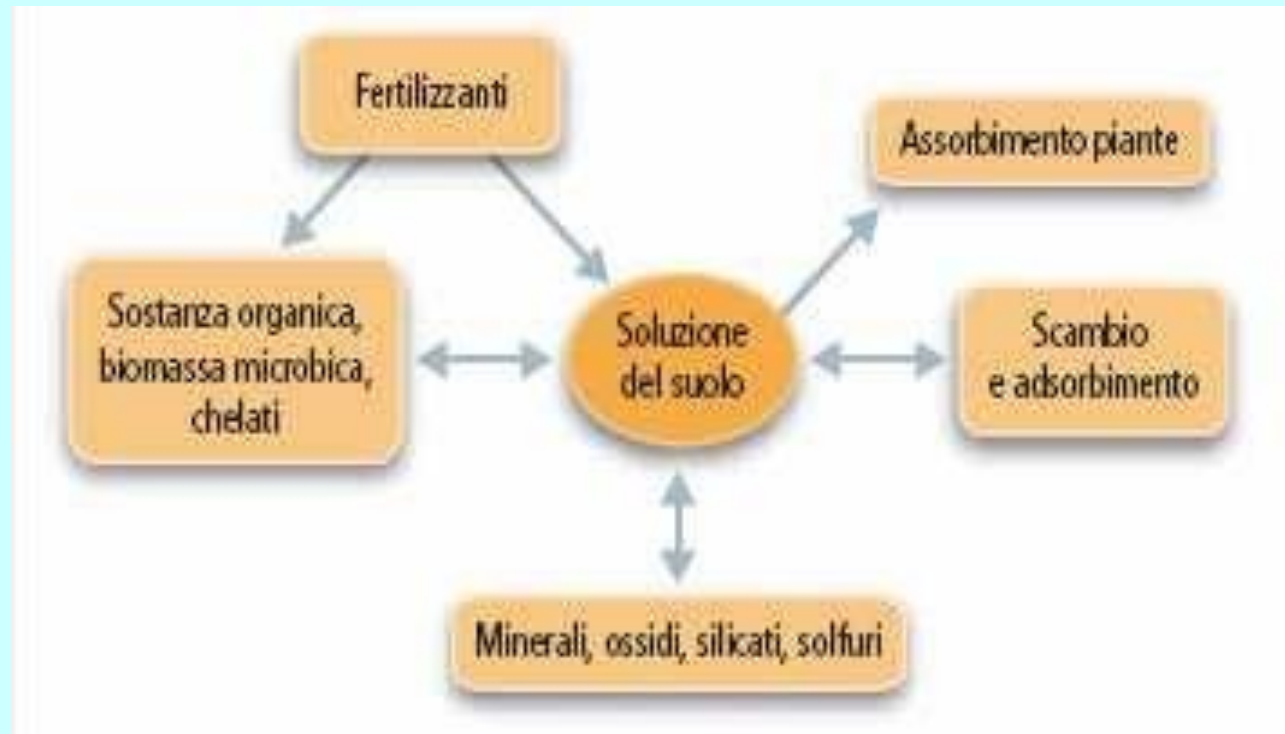 Fertilizzanti
Assorbimento piante
Sostanza organica,
biomassa microbica,
chelati
Soluzione
del suolo
Scambio
e adsorbimento
Minerali, ossidi, silicati, solfuri